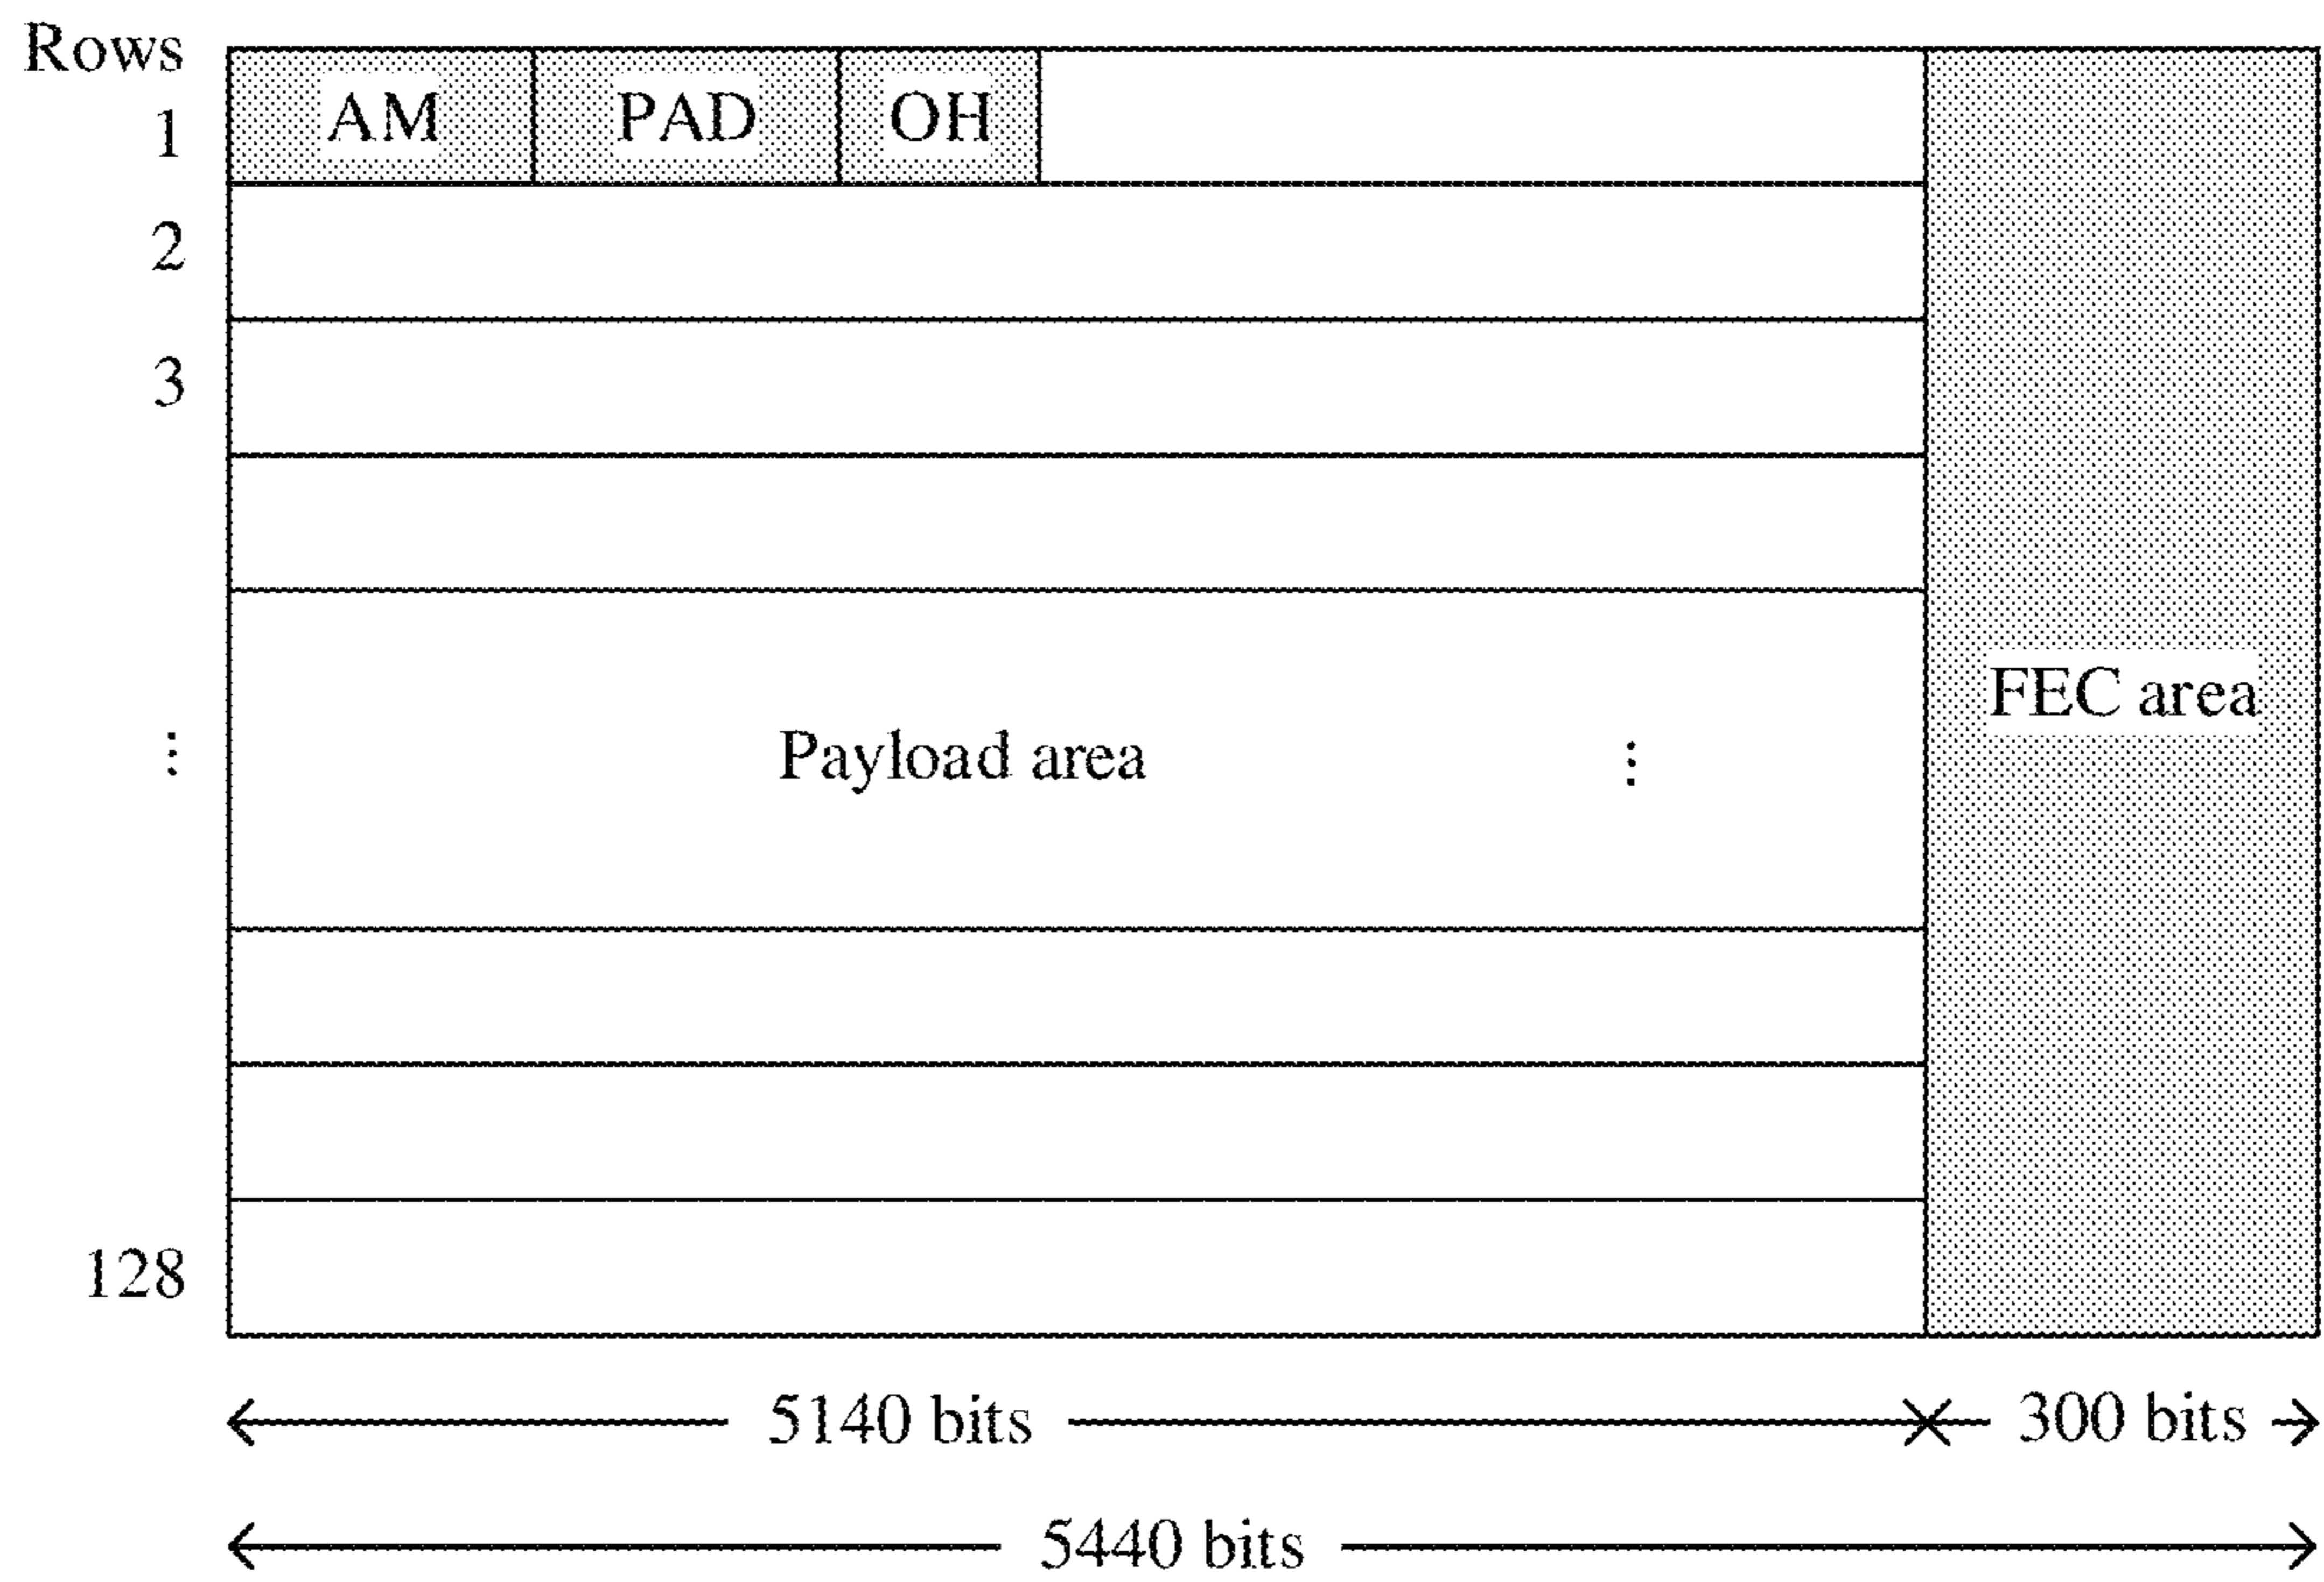 Rows
1 AM PAD OH
2
3
FEC area
⋮ Payload area ⋮
128
5140 bits 300 bits
5440 bits